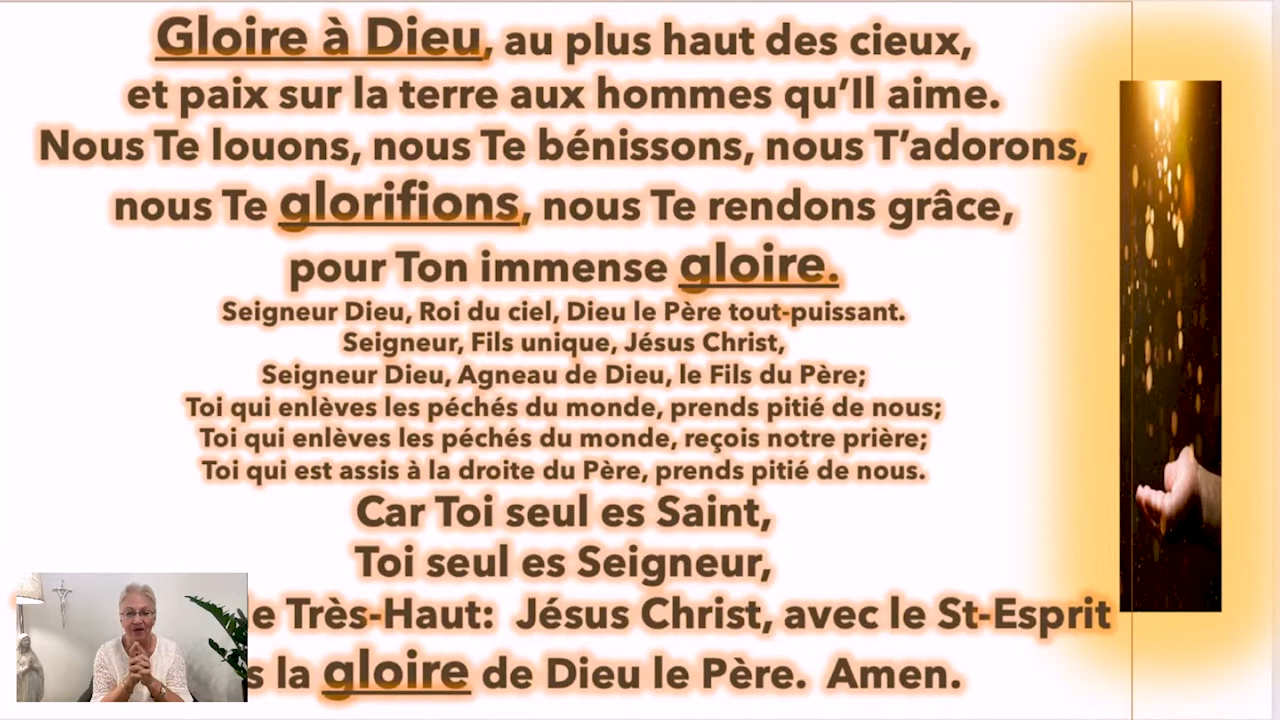 Gloire à Dieu, au plus haut des cieux,
et paix sur la terre aux hommes qu’Il aime.
Nous Te louons, nous Te bénissons, nous T’adorons,
nous Te glorifions, nous Te rendons grâce,
pour Ton immense gloire.
Seigneur Dieu, Roi du ciel, Dieu le Père tout-puissant.
Seigneur, Fils unique, Jésus Christ,
Seigneur Dieu, Agneau de Dieu, le Fils du Père;
Toi qui enlèves les péchés du monde, prends pitié de nous;
Toi qui enlèves les péchés du monde, reçois notre prière;
Toi qui est assis à la droite du Père, prends pitié de nous.
Car Toi seul es Saint,
Toi seul es Seigneur,
e Très-Haut: Jésus Christ, avec le St-Esprit
s la gloire de Dieu le Père. Amen.